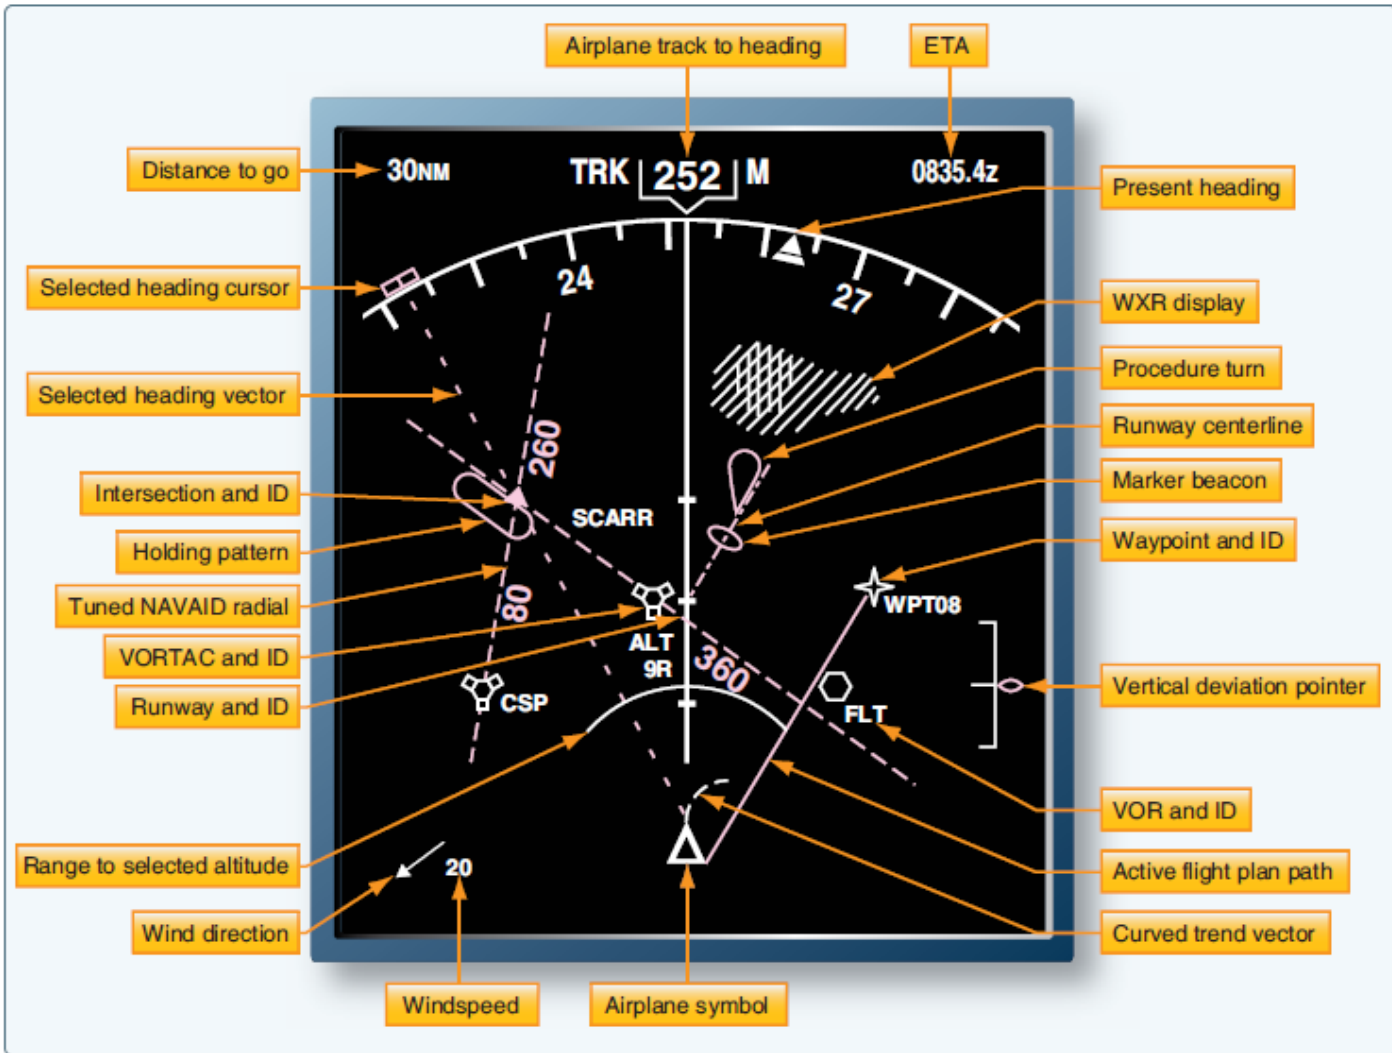 Airplane track to heading
ETA
Distance to go
30NM
TRK 252 M
0835.4z
Present heading
Selected heading cursor
24
27
WXR display
Selected heading vector
Procedure turn
260
Runway centerline
Intersection and ID
SCARR
Marker beacon
Holding pattern
Waypoint and ID
Tuned NAVAID radial
80
WPT08
VORTAC and ID
ALT
9R
360
Runway and ID
CSP
FLT
Vertical deviation pointer
VOR and ID
Range to selected altitude
20
Active flight plan path
Wind direction
Curved trend vector
Windspeed
Airplane symbol